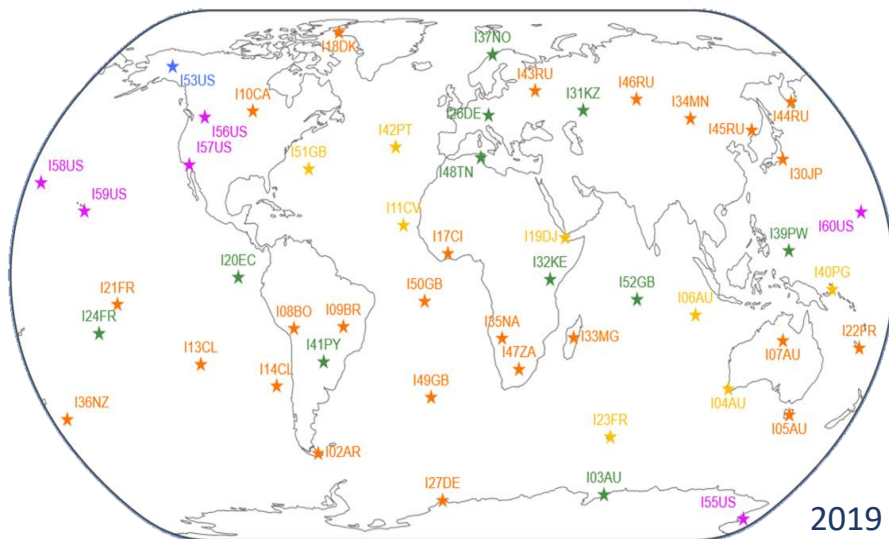 I37NO
I18DK
I53US
I43RU
I46RU
I10CA
I31KZ
I34MN
I44RU
I26DE
I56US
I45RU
I42PT
I57US
I51GB
I48TN
I30JP
I58US
I59US
I11CV
I60US
I17CI
I19DJ
I39PW
I20EC
I32KE
I40PG
I21FR
I50GB
I52GB
I06AU
I24FR
I08BO
I09BR
I35NA
I33MG
I22FR
I41PY
I47ZA
I07AU
I13CL
I14CL
I49GB
I04AU
I36NZ
I23FR
I05AU
I02AR
I27DE
I03AU
I55US
2019